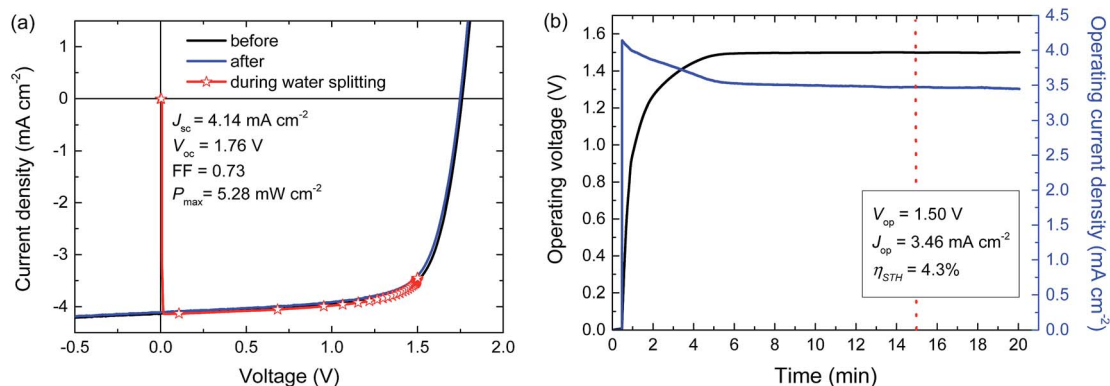 (a)
before
after
during water splitting
Jsc = 4.14 mA cm-2
Voc = 1.76 V
FF = 0.73
Pmax= 5.28 mW cm-2
Current density (mA cm-2)
1
0
-1
-2
-3
-4
-0.5 0.0 0.5 1.0 1.5 2.0
Voltage (V)
(b)
Operating voltage (V)
1.6
1.4
1.2
1.0
0.8
0.6
0.4
0.2
0.0
0 2 4 6 8 10 12 14 16 18 20
Time (min)
Vop = 1.50 V
Jop = 3.46 mA cm-2
ηSTH = 4.3%
4.5
4.0
3.5
3.0
2.5
2.0
1.5
1.0
0.5
0.0
Operating current density (mA cm-2)